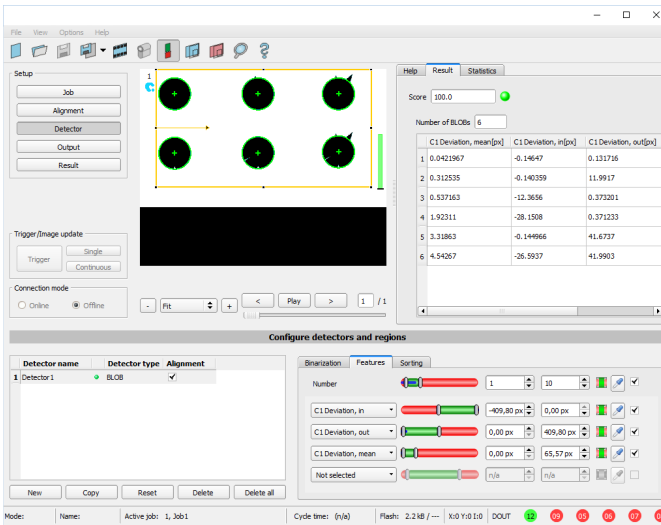 File View Options Help
Setup
Job
Alignment
Detector
Output
Result
Trigger/Image update
Trigger
Single
Continuous
Connection mode
Online Offline
1
- Fit + < Play > 1 / 1
Help Result Statistics
Score 100.0
Number of BLOBs 6
C1 Deviation, mean[px] C1 Deviation, in[px] C1 Deviation, out[px]
1 0.0421967 -0.14647 0.131716
2 0.312535 -0.140359 11.9917
3 0.537163 -12.3656 0.373201
4 1.92311 -28.1508 0.371233
5 3.31863 -0.144966 41.6737
6 4.54267 -26.5937 41.9903
Configure detectors and regions
Detector name Detector type Alignment
1 Detector1 BLOB
New Copy Reset Delete Delete all
Binarization Features Sorting
Number 1 10
C1 Deviation, in -409,80 px 0,00 px
C1 Deviation, out 0,00 px 409,80 px
C1 Deviation, mean 0,00 px 65,57 px
Not selected n/a n/a
Mode: Name: Active job: 1, Job1 Cycle time: (n/a) Flash: 2.2 kB / --- X:0 Y:0 I:0 DOUT 12 09 05 06 07